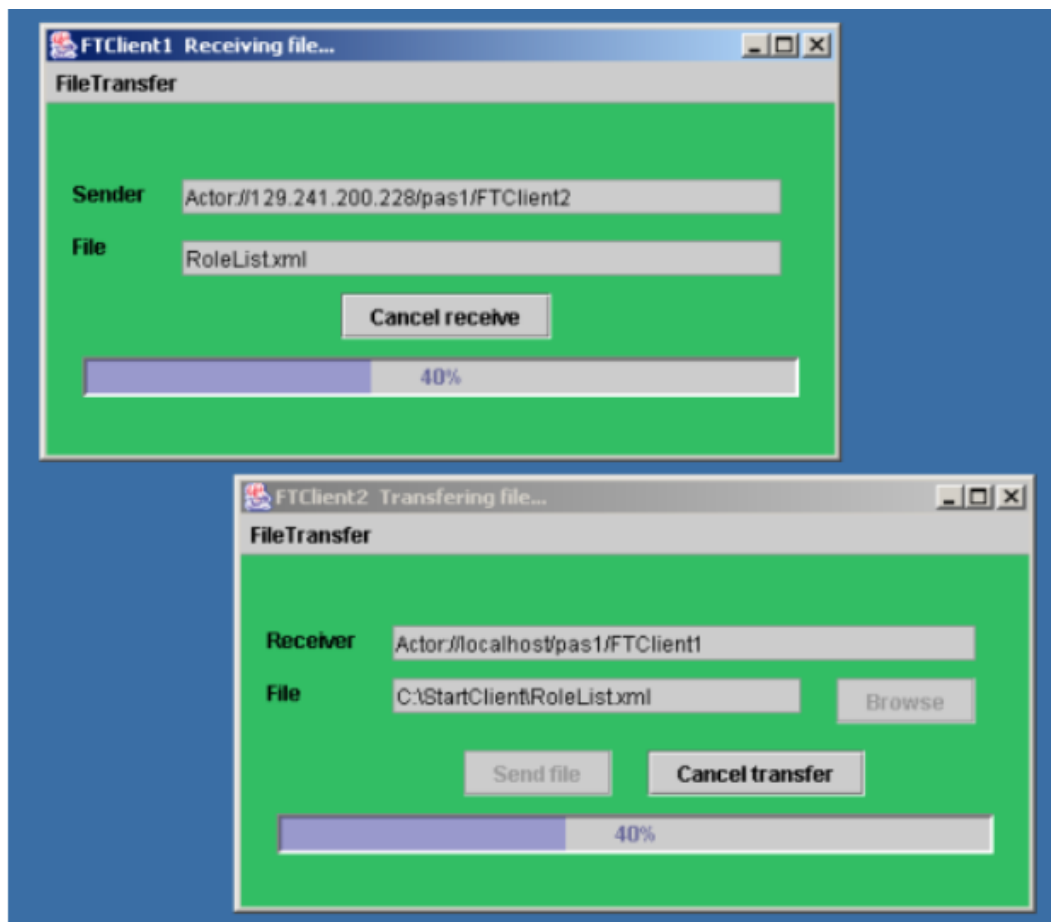 FTClient1 Receiving file...
FileTransfer
Sender Actor://129.241.200.228/pas1/FTClient2
File RoleList.xml
Cancel receive
40%
FTClient2 Transfering file...
FileTransfer
Receiver Actor://localhost/pas1/FTClient1
File C:\StartClient\RoleList.xml Browse
Send file Cancel transfer
40%